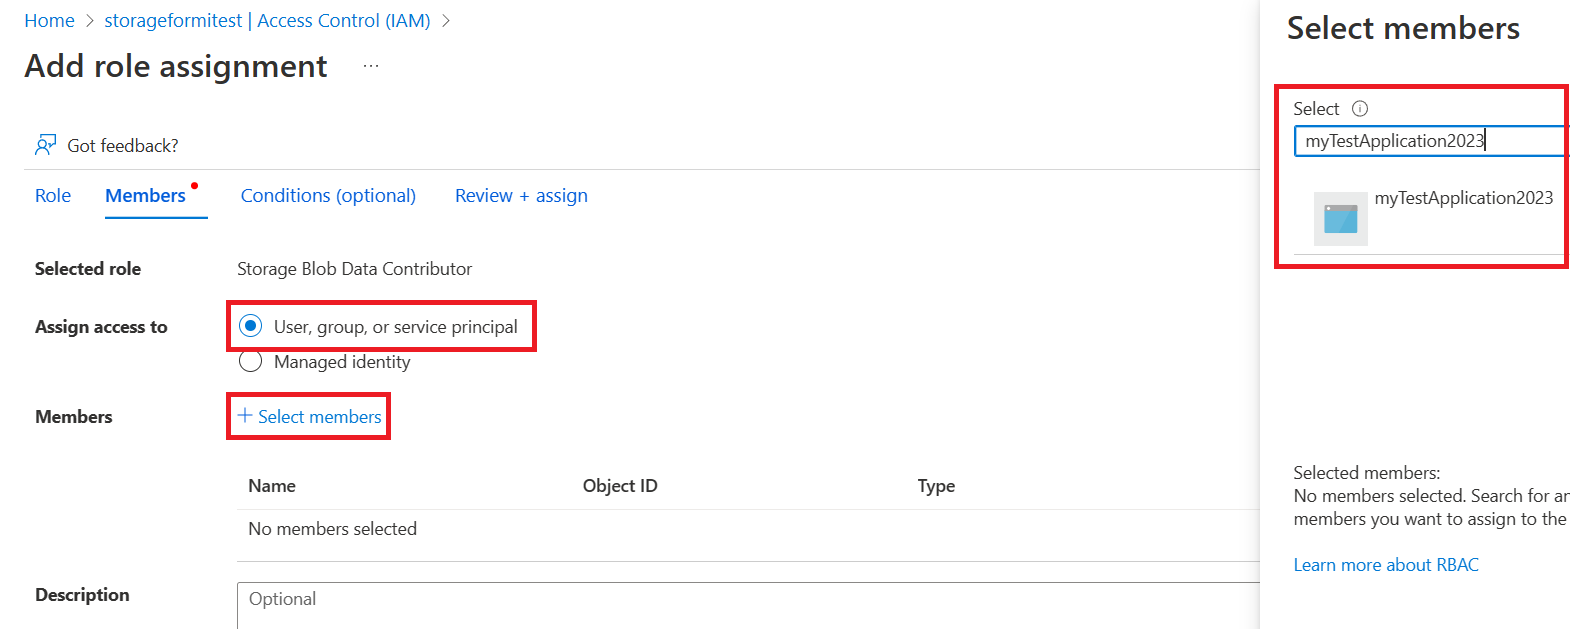 Home > storageformitest | Access Control (IAM) >
Add role assignment ...
Got feedback?
Role Members Conditions (optional) Review + assign
Selected role Storage Blob Data Contributor
Assign access to User, group, or service principal
Managed identity
Members + Select members
Name Object ID Type
No members selected
Description Optional
Select members
Select
myTestApplication2023
myTestApplication2023
Selected members:
No members selected. Search for
members you want to assign to the
Learn more about RBAC